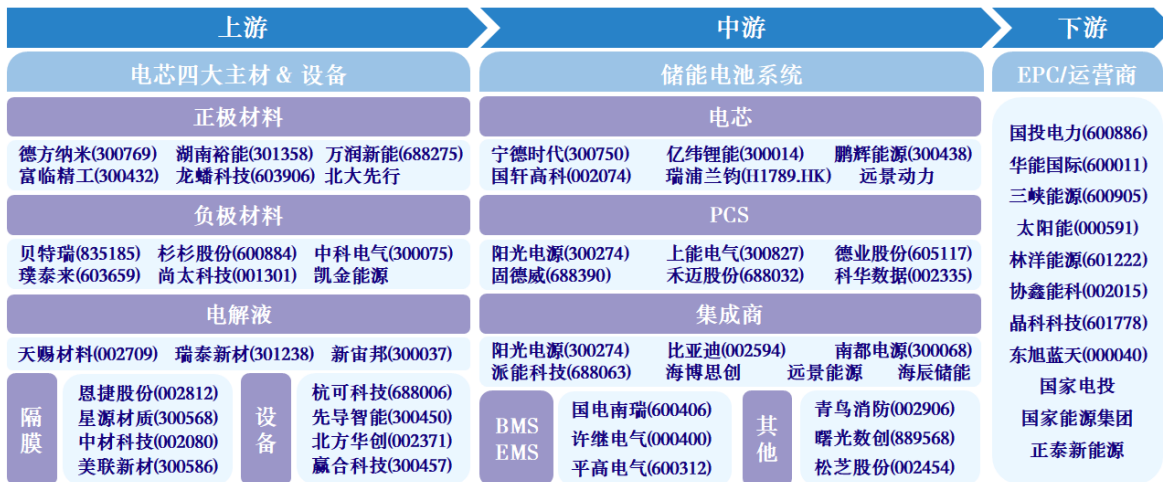 上游
电芯四大主材 & 设备
正极材料
德方纳米(300769) 湖南裕能(301358) 万润新能(688275)
富临精工(300432) 龙蟠科技(603906) 北大先行
负极材料
贝特瑞(835185) 杉杉股份(600884) 中科电气(300075)
璞泰来(603659) 尚太科技(001301) 凯金能源
电解液
天赐材料(002709) 瑞泰新材(301238) 新宙邦(300037)
隔膜
恩捷股份(002812)
星源材质(300568)
中材科技(002080)
美联新材(300586)
设备
杭可科技(688006)
先导智能(300450)
北方华创(002371)
赢合科技(300457)
中游
储能电池系统
电芯
宁德时代(300750) 亿纬锂能(300014) 鹏辉能源(300438)
国轩高科(002074) 瑞浦兰钧(H1789.HK) 远景动力
PCS
阳光电源(300274) 上能电气(300827) 德业股份(605117)
固德威(688390) 禾迈股份(688032) 科华数据(002335)
集成商
阳光电源(300274) 比亚迪(002594) 南都电源(300068)
派能科技(688063) 海博思创 远景能源 海辰储能
BMS
EMS
国电南瑞(600406)
许继电气(000400)
平高电气(600312)
其他
青鸟消防(002906)
曙光数创(889568)
松芝股份(002454)
下游
EPC/运营商
国投电力(600886)
华能国际(600011)
三峡能源(600905)
太阳能(000591)
林洋能源(601222)
协鑫能科(002015)
晶科科技(601778)
东旭蓝天(000040)
国家电投
国家能源集团
正泰新能源